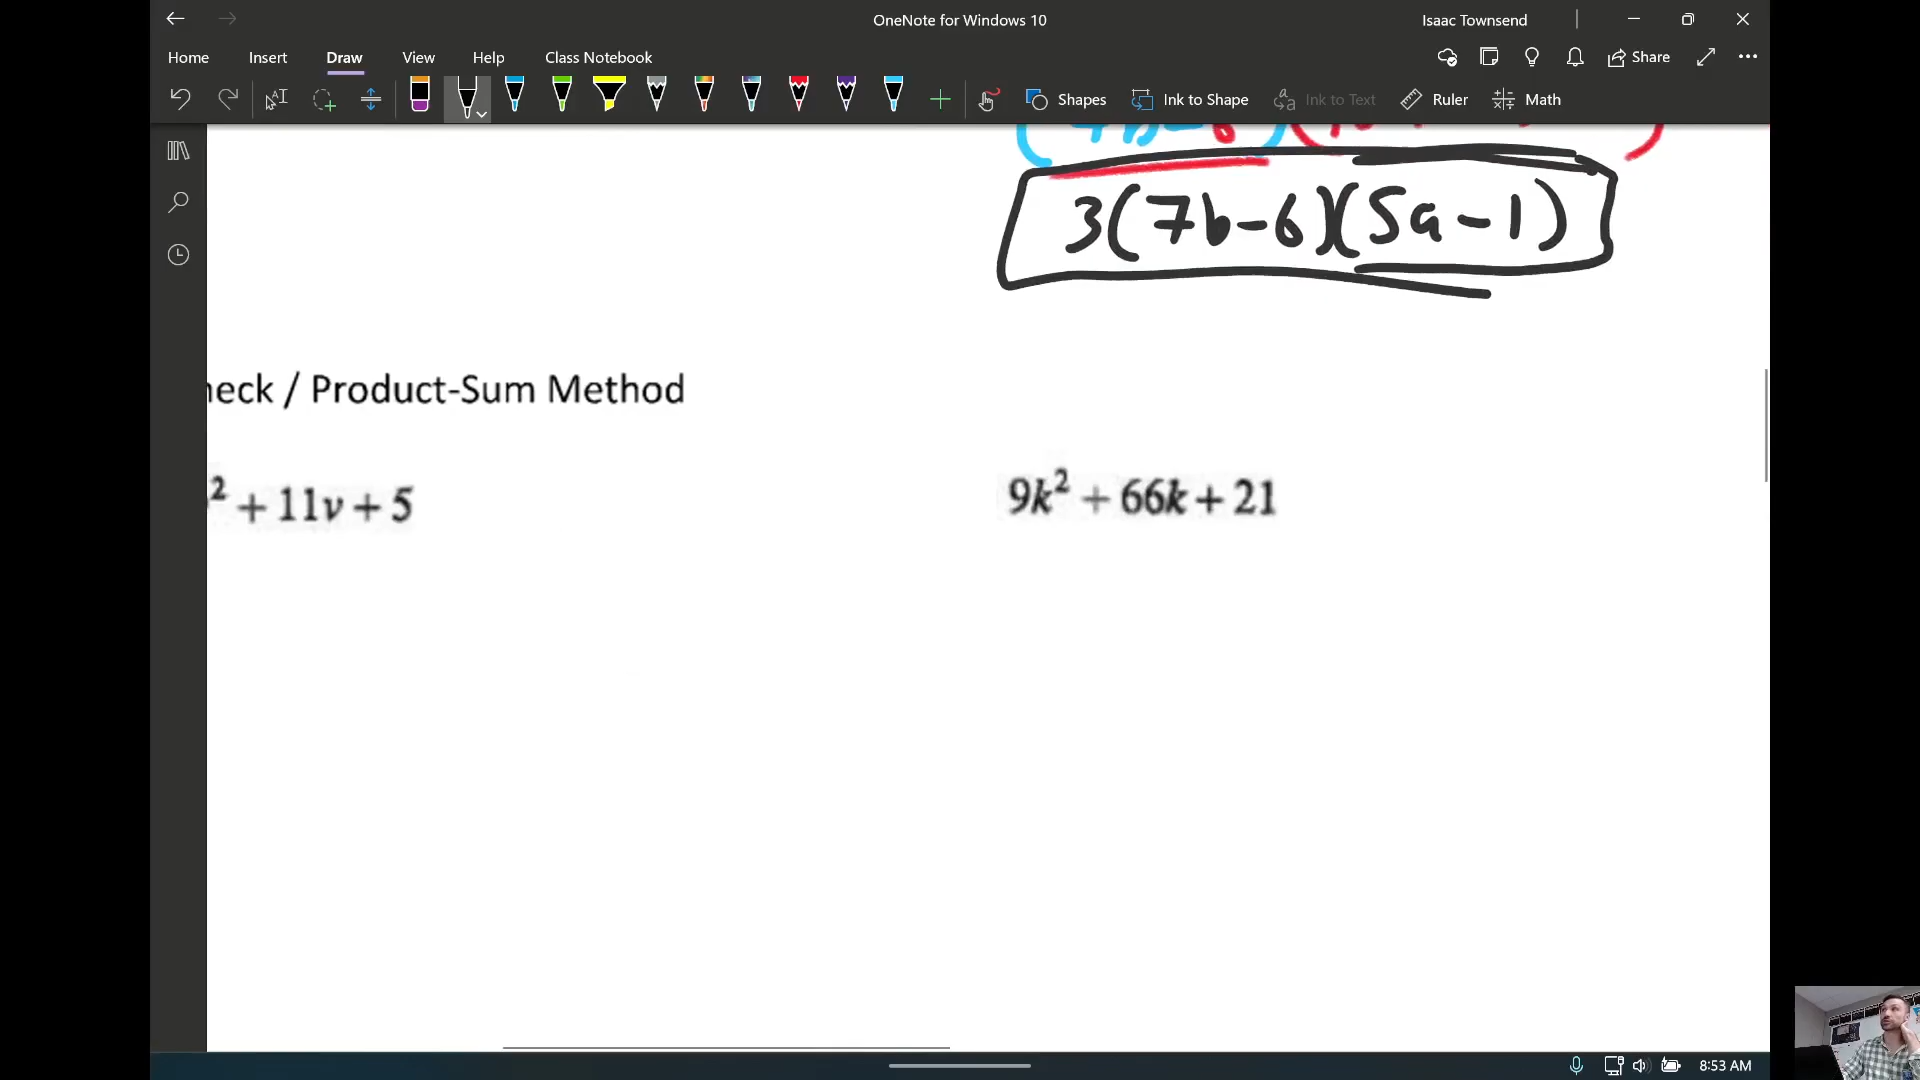 OneNote for Windows 10
Isaac Townsend
Home Insert Draw View Help Class Notebook
Share
Shapes Ink to Shape Ink to Text Ruler Math
3(7b-6)(5a-1)
heck / Product-Sum Method
² + 11v + 5
9k² + 66k + 21
8:53 AM